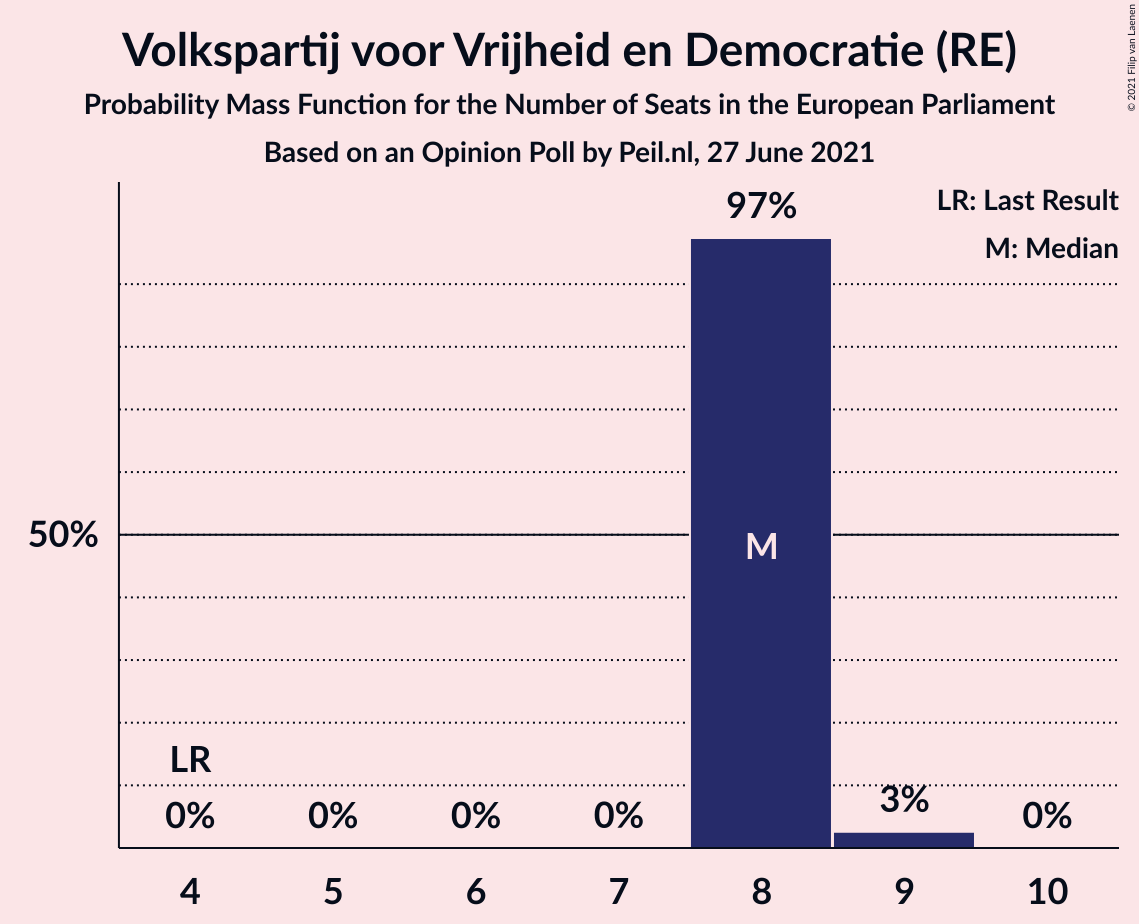 Volkspartij voor Vrijheid en Democratie (RE)
Probability Mass Function for the Number of Seats in the European Parliament
Based on an Opinion Poll by Peil.nl, 27 June 2021
© 2021 Filip van Laenen
LR: Last Result
M: Median
97%
50%
M
LR
0%
0%
0%
0%
3%
0%
4
5
6
7
8
9
10